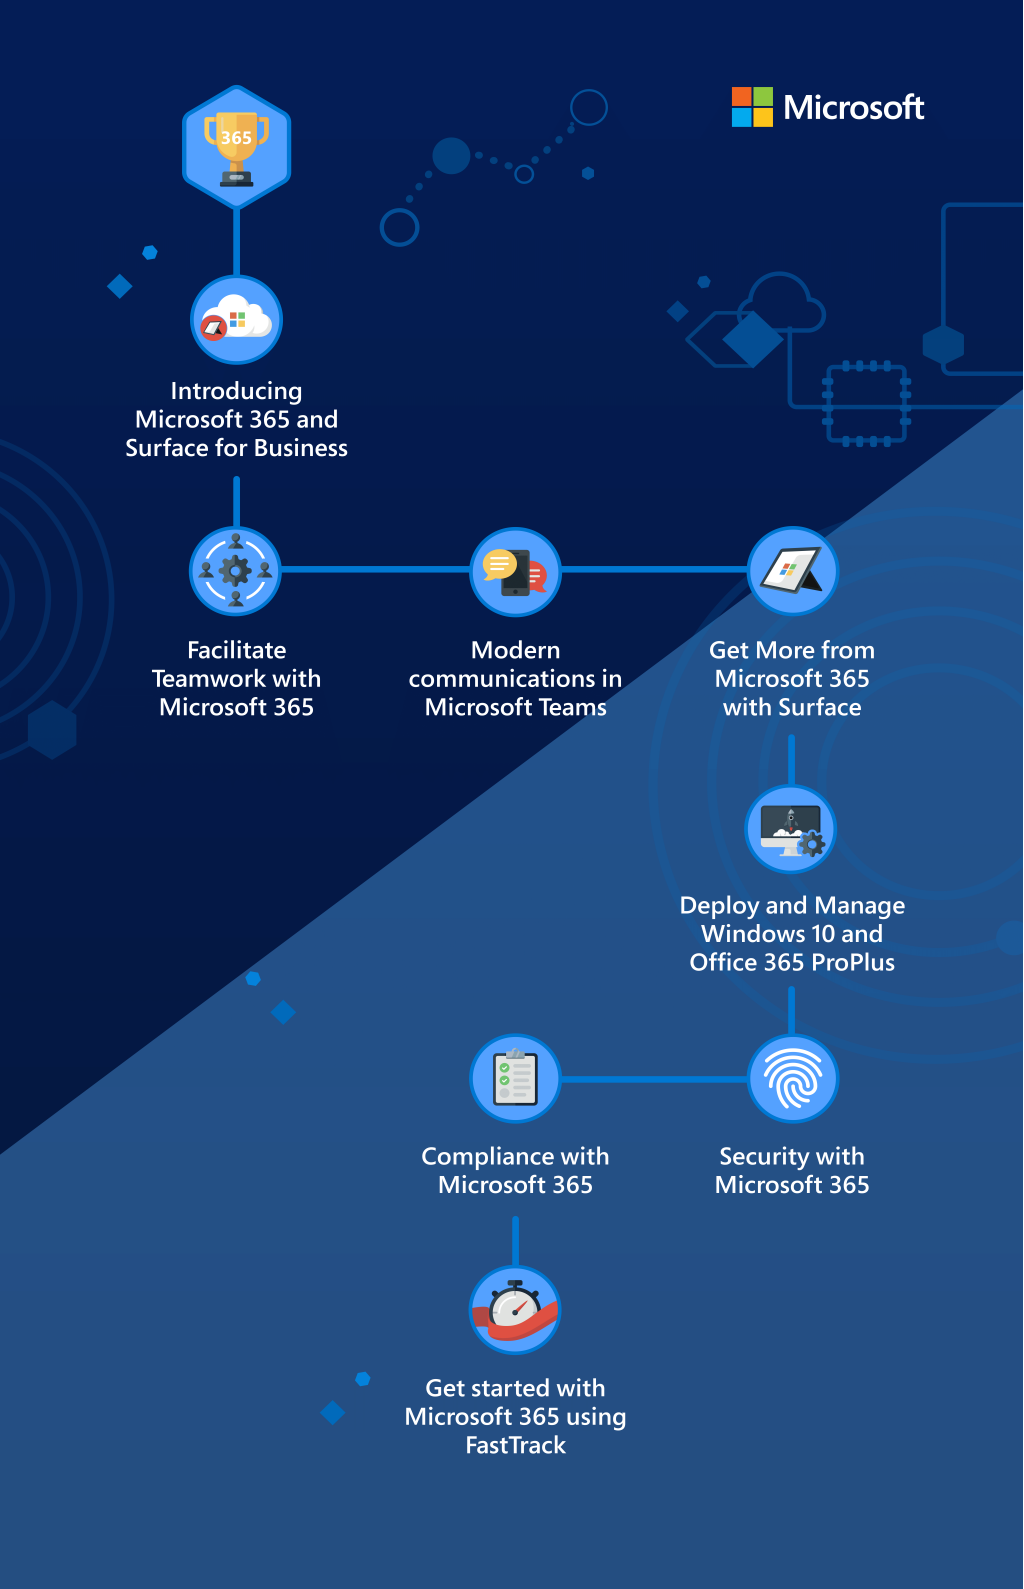 Microsoft
365
Introducing
Microsoft 365 and
Surface for Business
Facilitate
Teamwork with
Microsoft 365
Modern
communications in
Microsoft Teams
Get More from
Microsoft 365
with Surface
Deploy and Manage
Windows 10 and
Office 365 ProPlus
Security with
Microsoft 365
Compliance with
Microsoft 365
Get started with
Microsoft 365 using
FastTrack